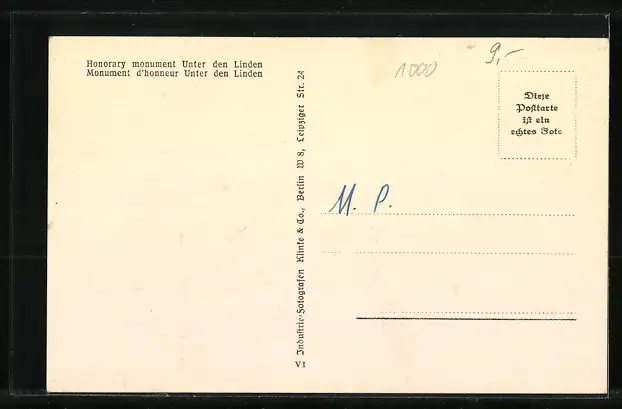 Honorary monument Unter den Linden
Monument d'honneur Unter den Linden
VI Industrie-Fotografen Klinke & Co., Berlin W 8, Leipziger Str. 24
1000
9,-
Diese
Postkarte
ist ein
echtes Foto
M. P.